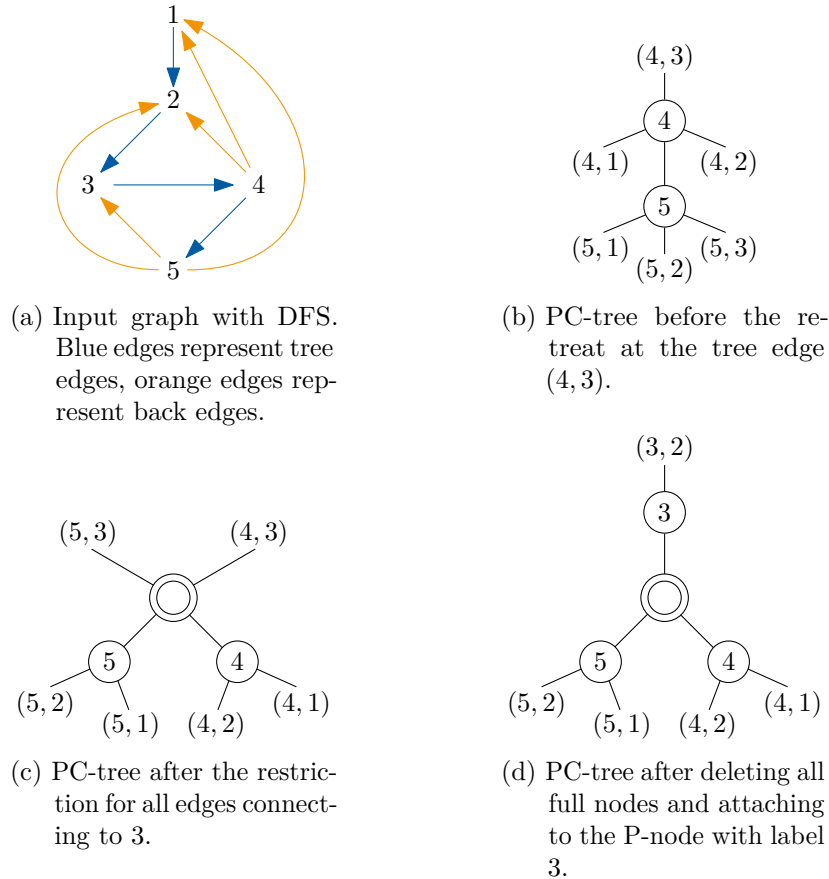 1
2
3
4
5
(a) Input graph with DFS.
Blue edges represent tree
edges, orange edges rep-
resent back edges.
(4, 3)
4
(4, 1)
(4, 2)
5
(5, 1)
(5, 3)
(5, 2)
(b) PC-tree before the re-
treat at the tree edge
(4, 3).
(5, 3)
(4, 3)
5
4
(5, 2)
(4, 1)
(5, 1)
(4, 2)
(c) PC-tree after the restric-
tion for all edges connect-
ing to 3.
(3, 2)
3
5
4
(5, 2)
(4, 1)
(5, 1)
(4, 2)
(d) PC-tree after deleting all
full nodes and attaching
to the P-node with label
3.